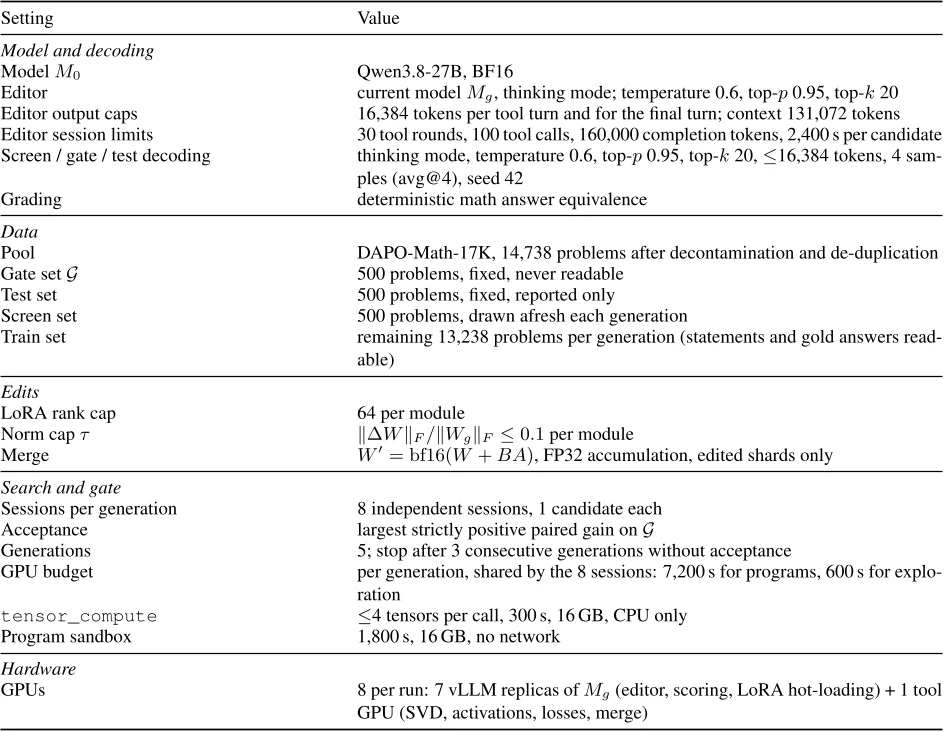 Setting Value
Model and decoding
Model M₀ Qwen3.8-27B, BF16
Editor current model M_g, thinking mode; temperature 0.6, top-p 0.95, top-k 20
Editor output caps 16,384 tokens per tool turn and for the final turn; context 131,072 tokens
Editor session limits 30 tool rounds, 100 tool calls, 160,000 completion tokens, 2,400 s per candidate
Screen / gate / test decoding thinking mode, temperature 0.6, top-p 0.95, top-k 20, ≤16,384 tokens, 4 sam-
ples (avg@4), seed 42
Grading deterministic math answer equivalence
Data
Pool DAPO-Math-17K, 14,738 problems after decontamination and de-duplication
Gate set 𝒢 500 problems, fixed, never readable
Test set 500 problems, fixed, reported only
Screen set 500 problems, drawn afresh each generation
Train set remaining 13,238 problems per generation (statements and gold answers read-
able)
Edits
LoRA rank cap 64 per module
Norm cap τ ‖ΔW‖_F/‖W_g‖_F ≤ 0.1 per module
Merge W′ = bf16(W + BA), FP32 accumulation, edited shards only
Search and gate
Sessions per generation 8 independent sessions, 1 candidate each
Acceptance largest strictly positive paired gain on 𝒢
Generations 5; stop after 3 consecutive generations without acceptance
GPU budget per generation, shared by the 8 sessions: 7,200 s for programs, 600 s for explo-
ration
tensor_compute ≤4 tensors per call, 300 s, 16 GB, CPU only
Program sandbox 1,800 s, 16 GB, no network
Hardware
GPUs 8 per run: 7 vLLM replicas of M_g (editor, scoring, LoRA hot-loading) + 1 tool
GPU (SVD, activations, losses, merge)